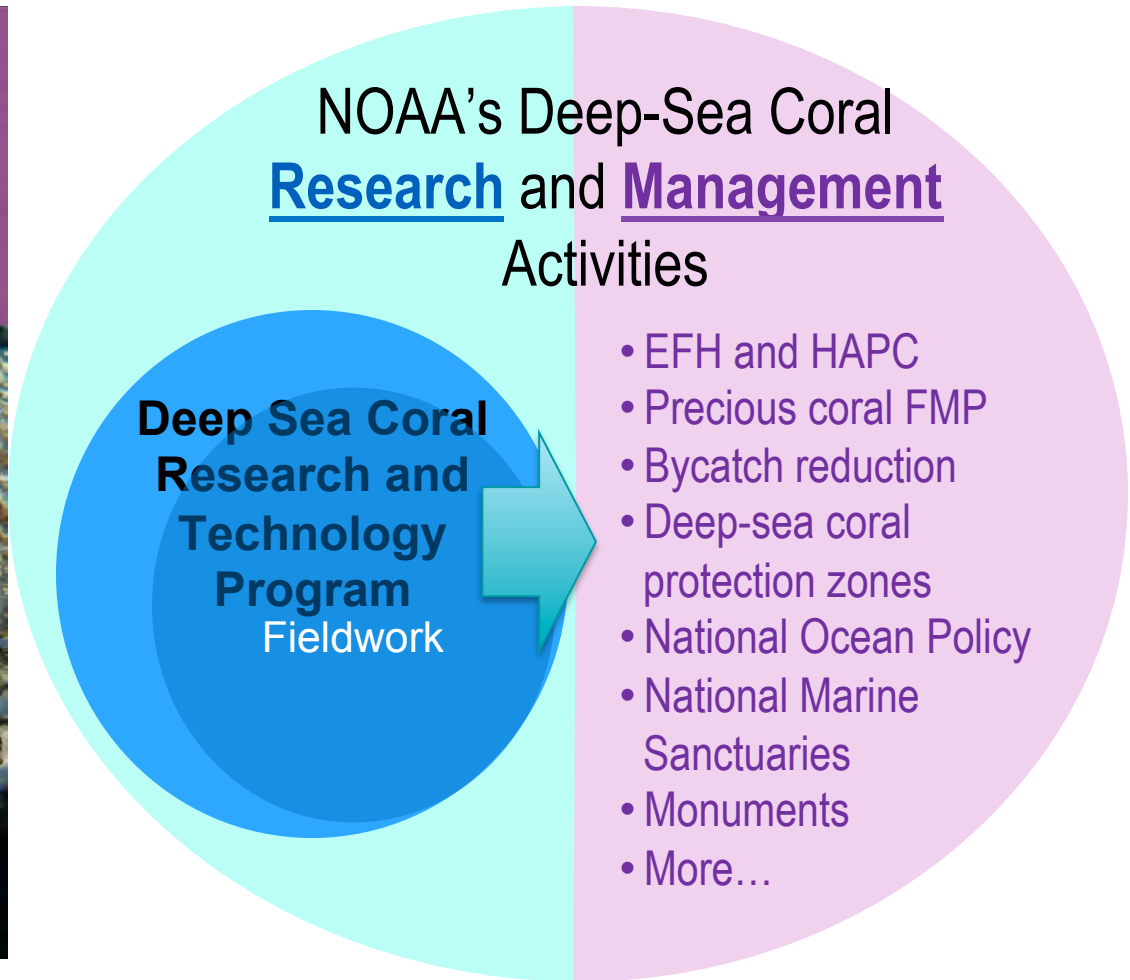 NOAA’s Deep-Sea Coral
Research and Management
Activities
Deep Sea Coral
Research and
Technology
Program
Fieldwork
• EFH and HAPC
• Precious coral FMP
• Bycatch reduction
• Deep-sea coral
protection zones
• National Ocean Policy
• National Marine
Sanctuaries
• Monuments
• More…